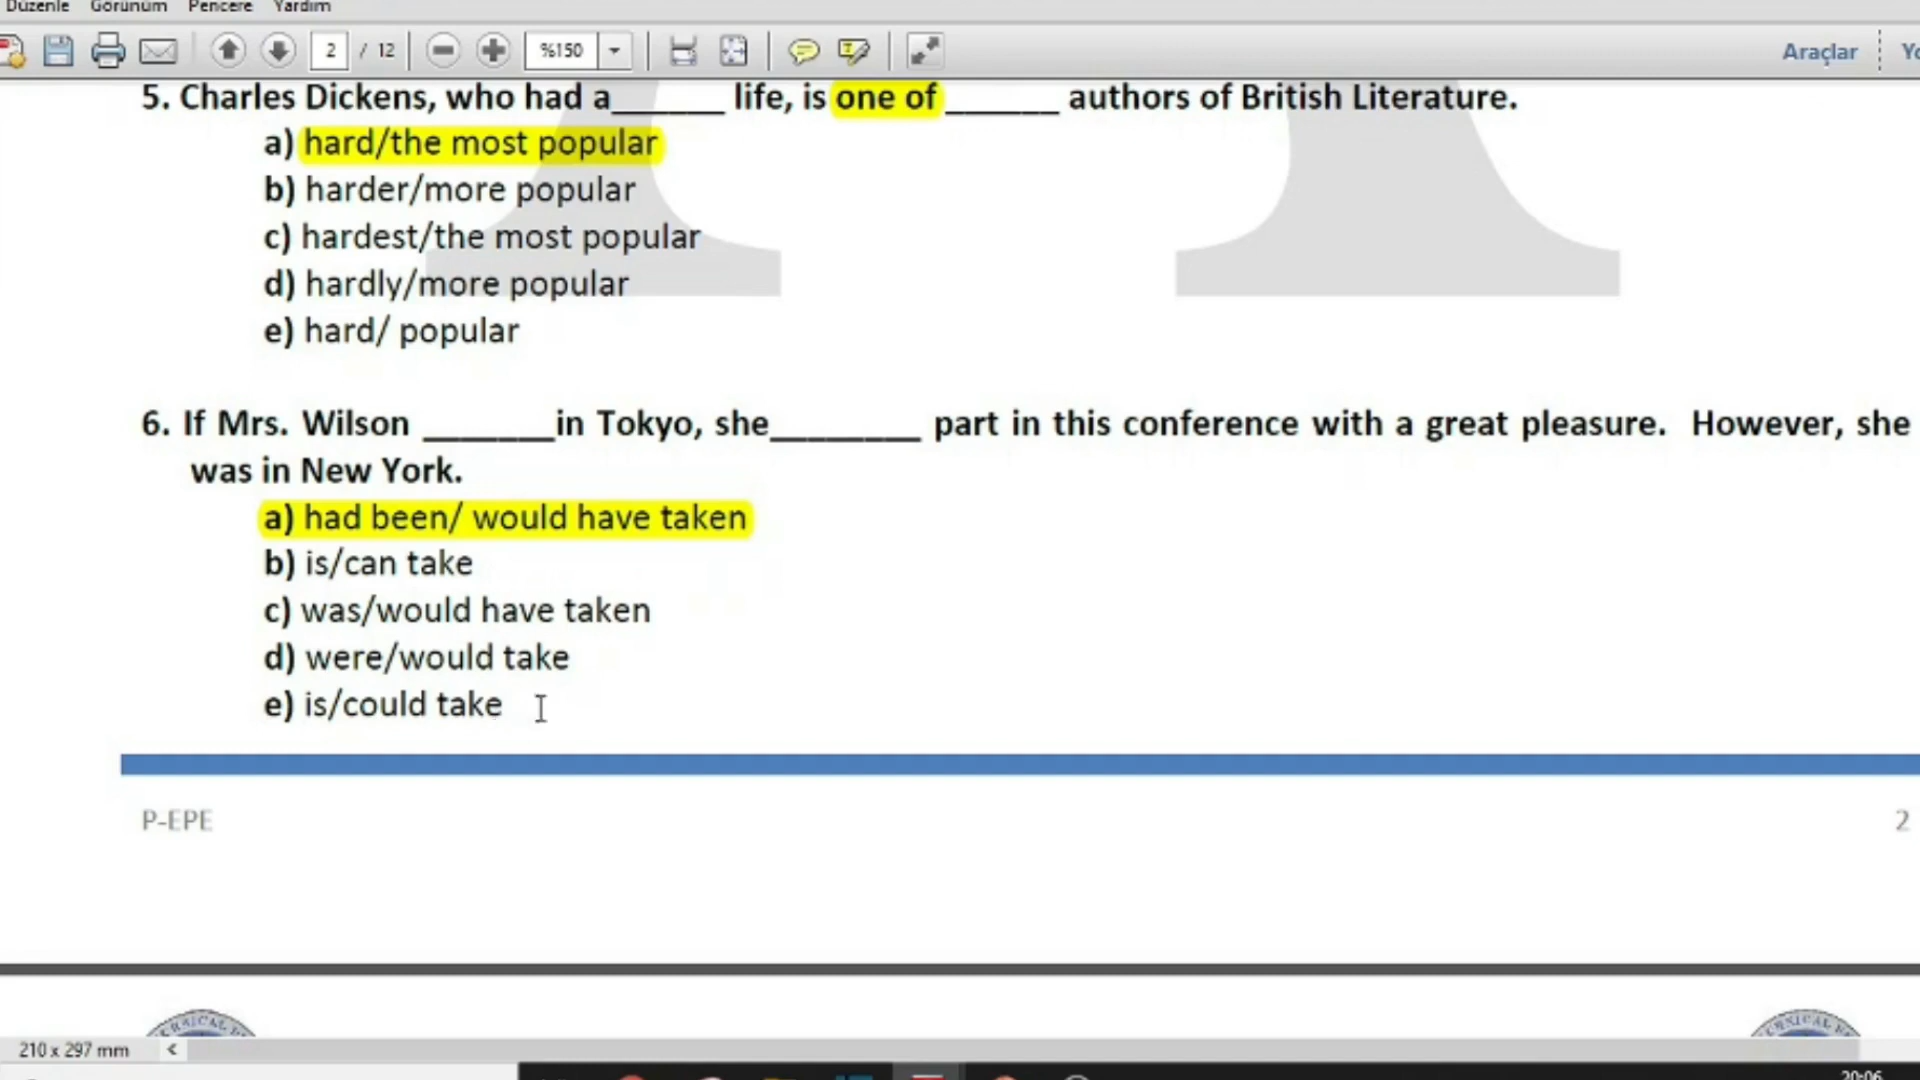 Düzenle Görünüm Pencere Yardım
2 / 12 %150 Araçlar
5. Charles Dickens, who had a______ life, is one of ______ authors of British Literature.
a) hard/the most popular
b) harder/more popular
c) hardest/the most popular
d) hardly/more popular
e) hard/ popular
6. If Mrs. Wilson _______in Tokyo, she________ part in this conference with a great pleasure. However, she
was in New York.
a) had been/ would have taken
b) is/can take
c) was/would have taken
d) were/would take
e) is/could take
P-EPE 2
210 x 297 mm
20:06